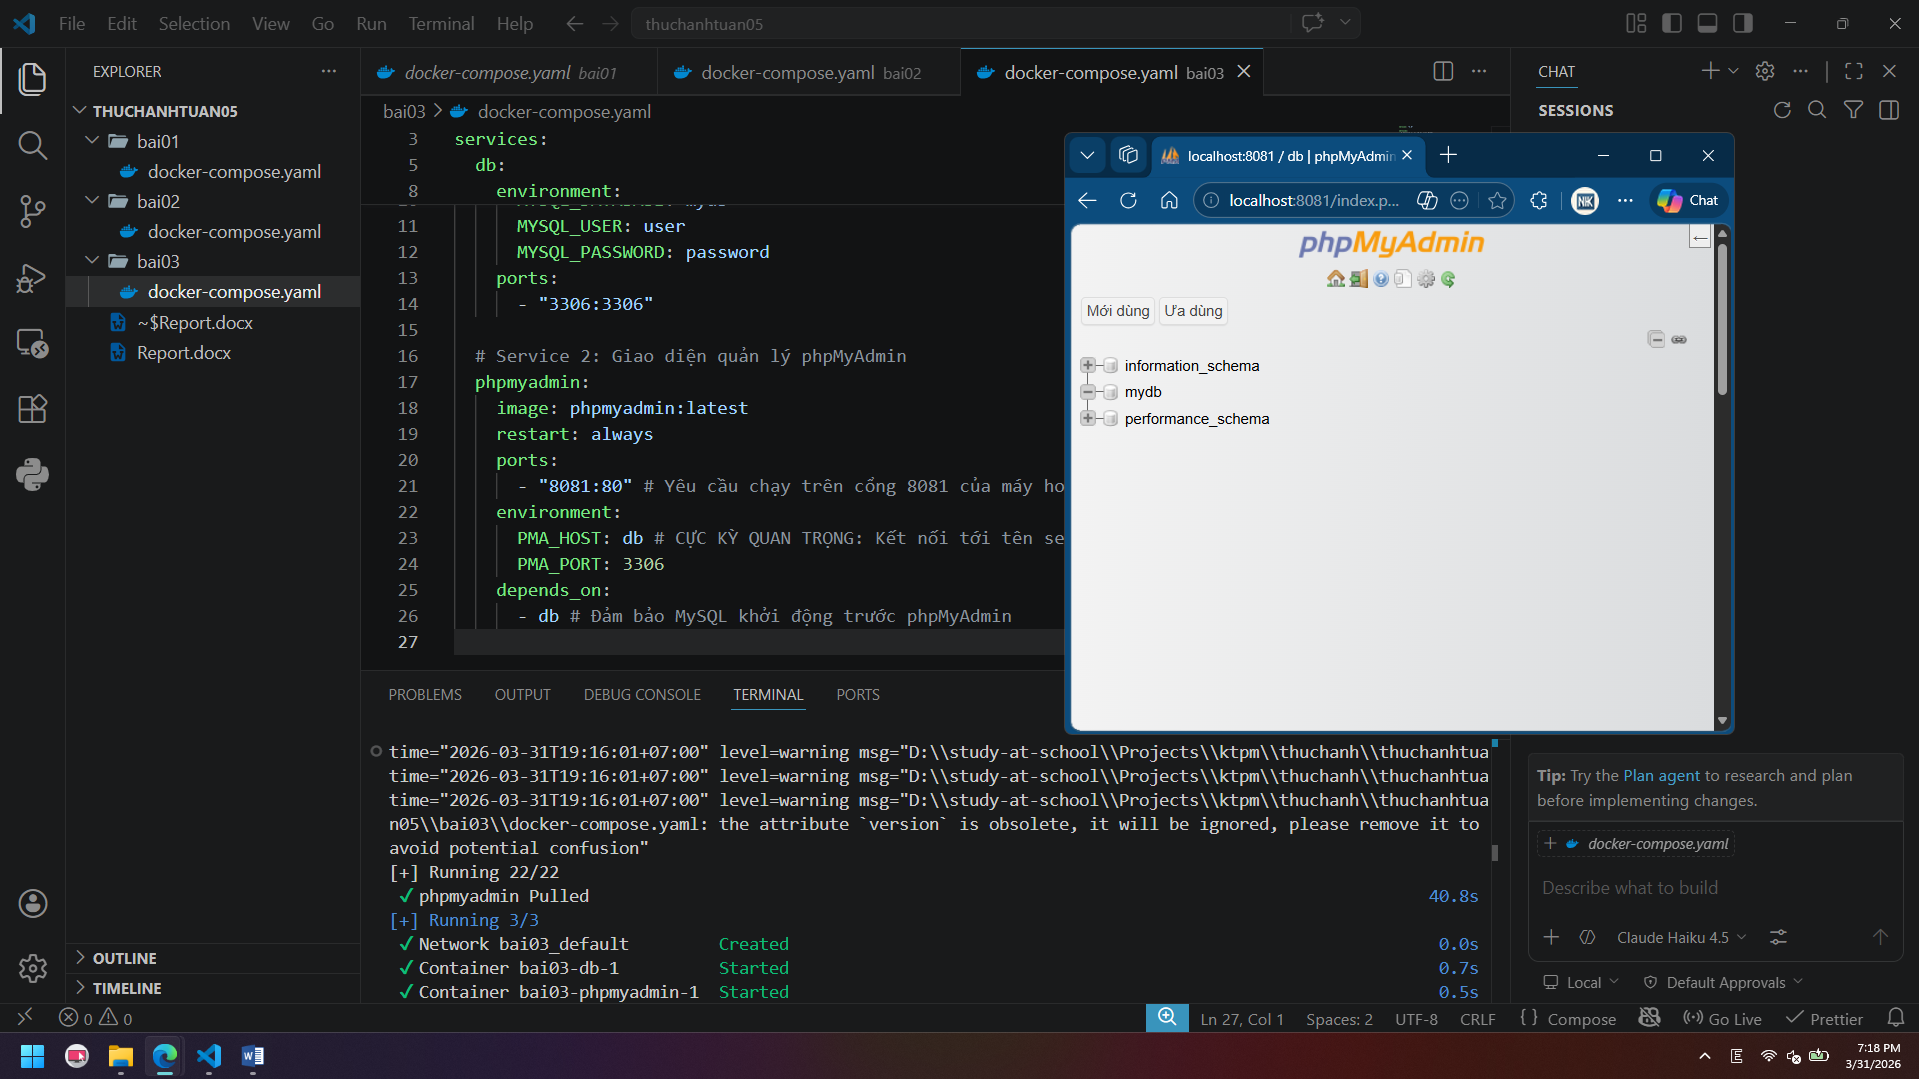 File Edit Selection View Go Run Terminal Help
thuchanhtuan05
EXPLORER
THUCHANHTUAN05
bai01
docker-compose.yaml
bai02
docker-compose.yaml
bai03
docker-compose.yaml
~$Report.docx
Report.docx
OUTLINE
TIMELINE
docker-compose.yaml bai01
docker-compose.yaml bai02
docker-compose.yaml bai03
bai03 > docker-compose.yaml
3 services:
5 db:
8 environment:
11 MYSQL_USER: user
12 MYSQL_PASSWORD: password
13 ports:
14 - "3306:3306"
15
16 # Service 2: Giao diện quản lý phpMyAdmin
17 phpmyadmin:
18 image: phpmyadmin:latest
19 restart: always
20 ports:
21 - "8081:80" # Yêu cầu chạy trên cổng 8081 của máy ho
22 environment:
23 PMA_HOST: db # CỰC KỲ QUAN TRỌNG: Kết nối tới tên se
24 PMA_PORT: 3306
25 depends_on:
26 - db # Đảm bảo MySQL khởi động trước phpMyAdmin
27
PROBLEMS OUTPUT DEBUG CONSOLE TERMINAL PORTS
time="2026-03-31T19:16:01+07:00" level=warning msg="D:\\study-at-school\\Projects\\ktpm\\thuchanh\\thuchanhtua
time="2026-03-31T19:16:01+07:00" level=warning msg="D:\\study-at-school\\Projects\\ktpm\\thuchanh\\thuchanhtua
time="2026-03-31T19:16:01+07:00" level=warning msg="D:\\study-at-school\\Projects\\ktpm\\thuchanh\\thuchanhtua
n05\\bai03\\docker-compose.yaml: the attribute `version` is obsolete, it will be ignored, please remove it to
avoid potential confusion"
[+] Running 22/22
✓ phpmyadmin Pulled 40.8s
[+] Running 3/3
✓ Network bai03_default Created 0.0s
✓ Container bai03-db-1 Started 0.7s
✓ Container bai03-phpmyadmin-1 Started 0.5s
localhost:8081 / db | phpMyAdmin
localhost:8081/index.p...
NK
Chat
phpMyAdmin
Mới dùng Ưa dùng
information_schema
mydb
performance_schema
CHAT
SESSIONS
Tip: Try the Plan agent to research and plan
before implementing changes.
docker-compose.yaml
Describe what to build
Claude Haiku 4.5
Local Default Approvals
0 0
Ln 27, Col 1 Spaces: 2 UTF-8 CRLF {} Compose Go Live Prettier
E
7:18 PM
3/31/2026